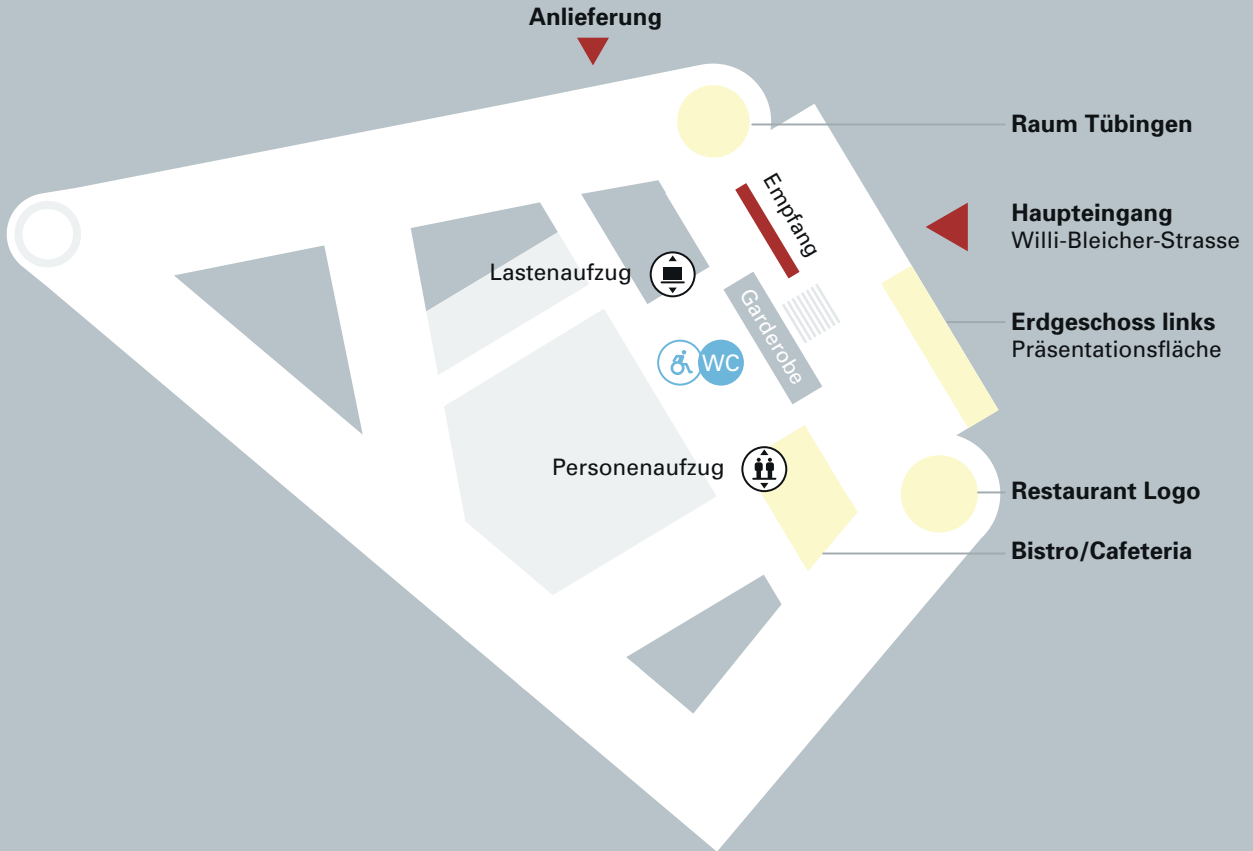 Anlieferung
Raum Tübingen
Empfang
Haupteingang
Willi-Bleicher-Strasse
Lastenaufzug
Garderobe
Erdgeschoss links
Präsentationsfläche
WC
Personenaufzug
Restaurant Logo
Bistro/Cafeteria